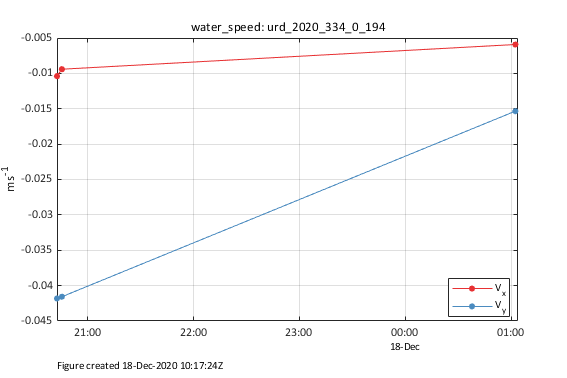 water_speed: urd_2020_334_0_194
-0.005
-0.01
-0.015
-0.02
-0.025
-0.03
-0.035
-0.04
-0.045
ms-1
21:00
22:00
23:00
00:00
01:00
18-Dec
Vx
Vy
Figure created 18-Dec-2020 10:17:24Z